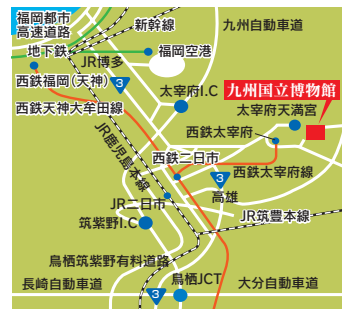 福岡都市
高速道路
新幹線
九州自動車道
地下鉄
福岡空港
JR博多
西鉄福岡(天神)
3
太宰府I.C
九州国立博物館
西鉄天神大牟田線
太宰府天満宮
西鉄太宰府
JR鹿児島本線
西鉄二日市
3
西鉄太宰府線
高雄
JR二日市
筑紫野I.C
JR筑豊本線
鳥栖筑紫野有料道路
鳥栖JCT
長崎自動車道
3
大分自動車道